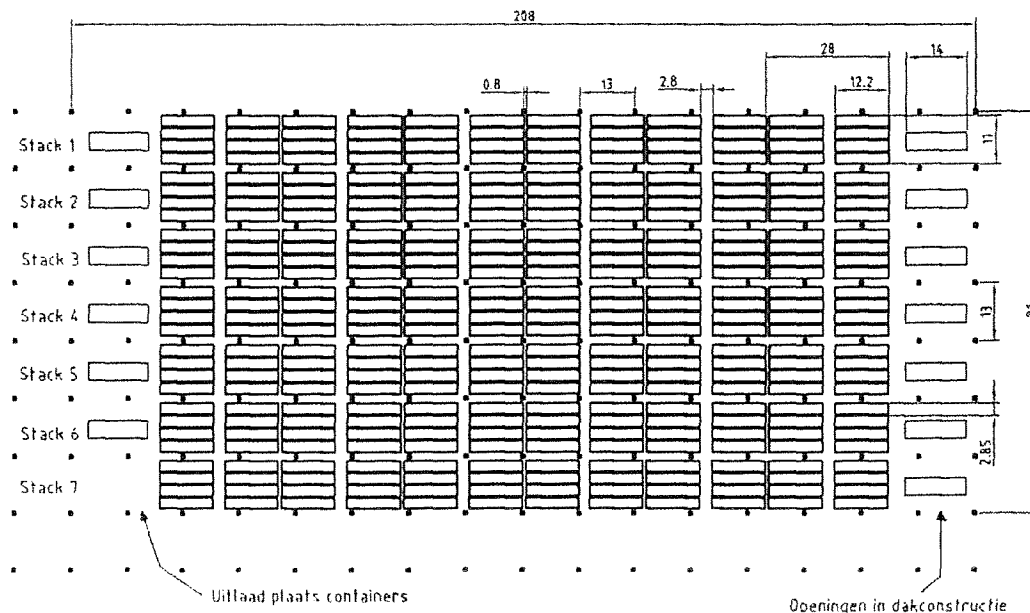 208
28
14
0.8
13
2.8
12.2
Stack 1
11
Stack 2
Stack 3
Stack 4
13
Stack 5
Stack 6
2.85
Stack 7
Uitlaad plaats containers
Openingen in dakconstructie